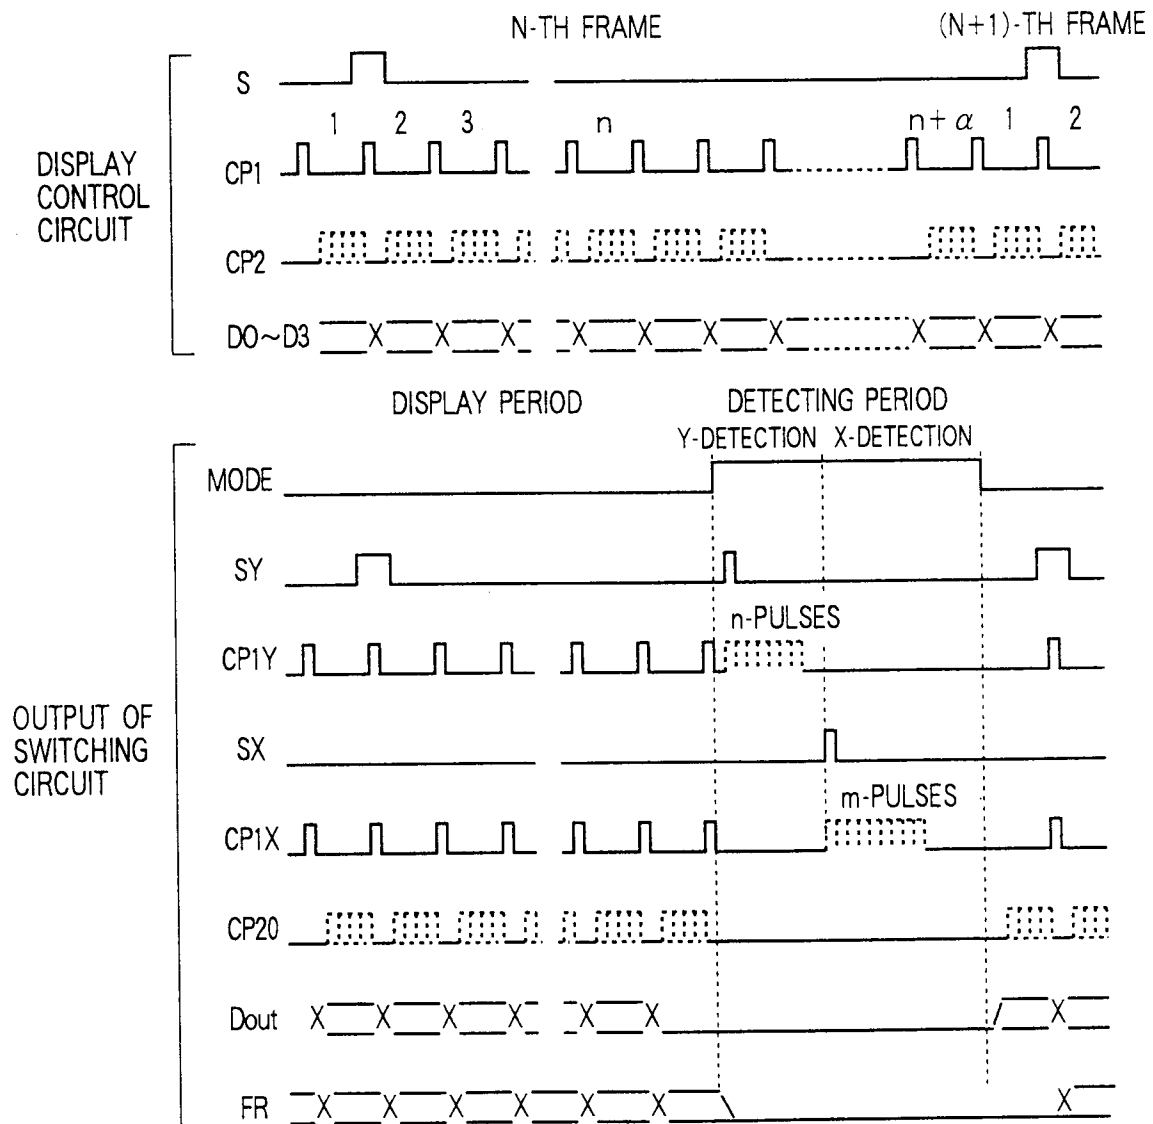 N-TH FRAME
(N+1)-TH FRAME
S
1 2 3 n n+α 1 2
DISPLAY
CONTROL
CIRCUIT
CP1
CP2
D0~D3
DISPLAY PERIOD
DETECTING PERIOD
Y-DETECTION X-DETECTION
MODE
SY
n-PULSES
CP1Y
OUTPUT OF
SWITCHING
CIRCUIT
SX
m-PULSES
CP1X
CP20
Dout
FR